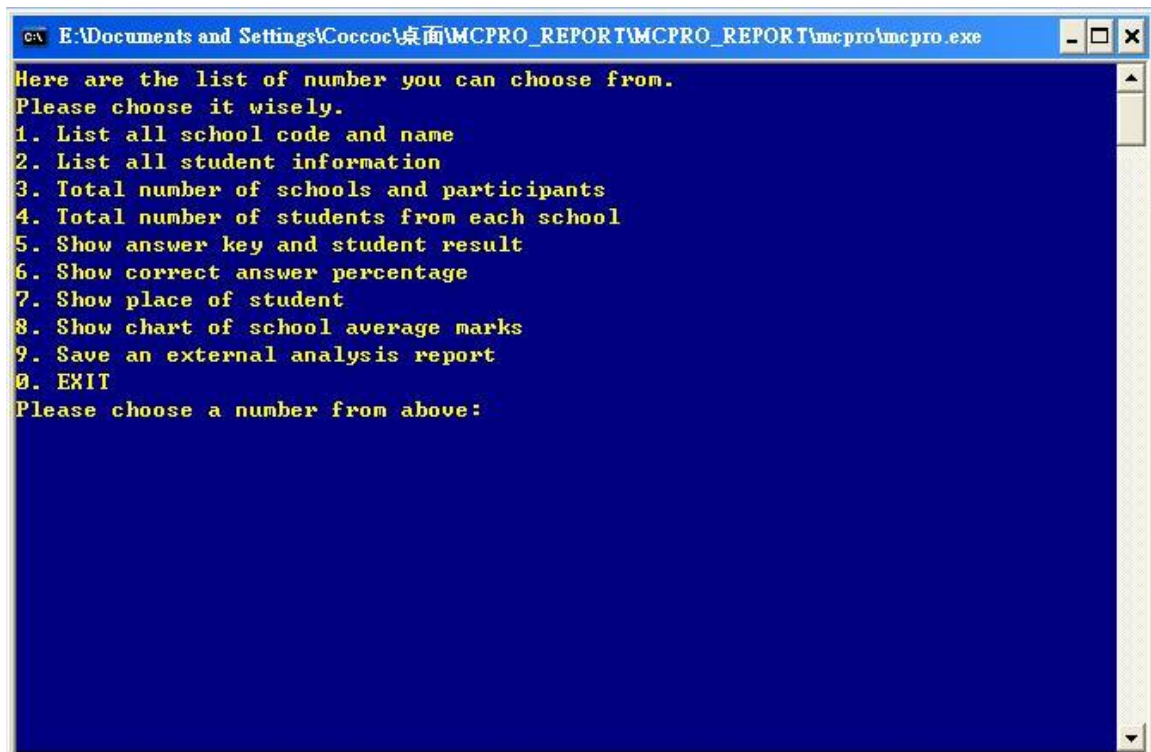 E:\Documents and Settings\Coccoc\桌面\MCPRO_REPORT\MCPRO_REPORT\mcpro\mcpro.exe
Here are the list of number you can choose from.
Please choose it wisely.
1. List all school code and name
2. List all student information
3. Total number of schools and participants
4. Total number of students from each school
5. Show answer key and student result
6. Show correct answer percentage
7. Show place of student
8. Show chart of school average marks
9. Save an external analysis report
0. EXIT
Please choose a number from above: